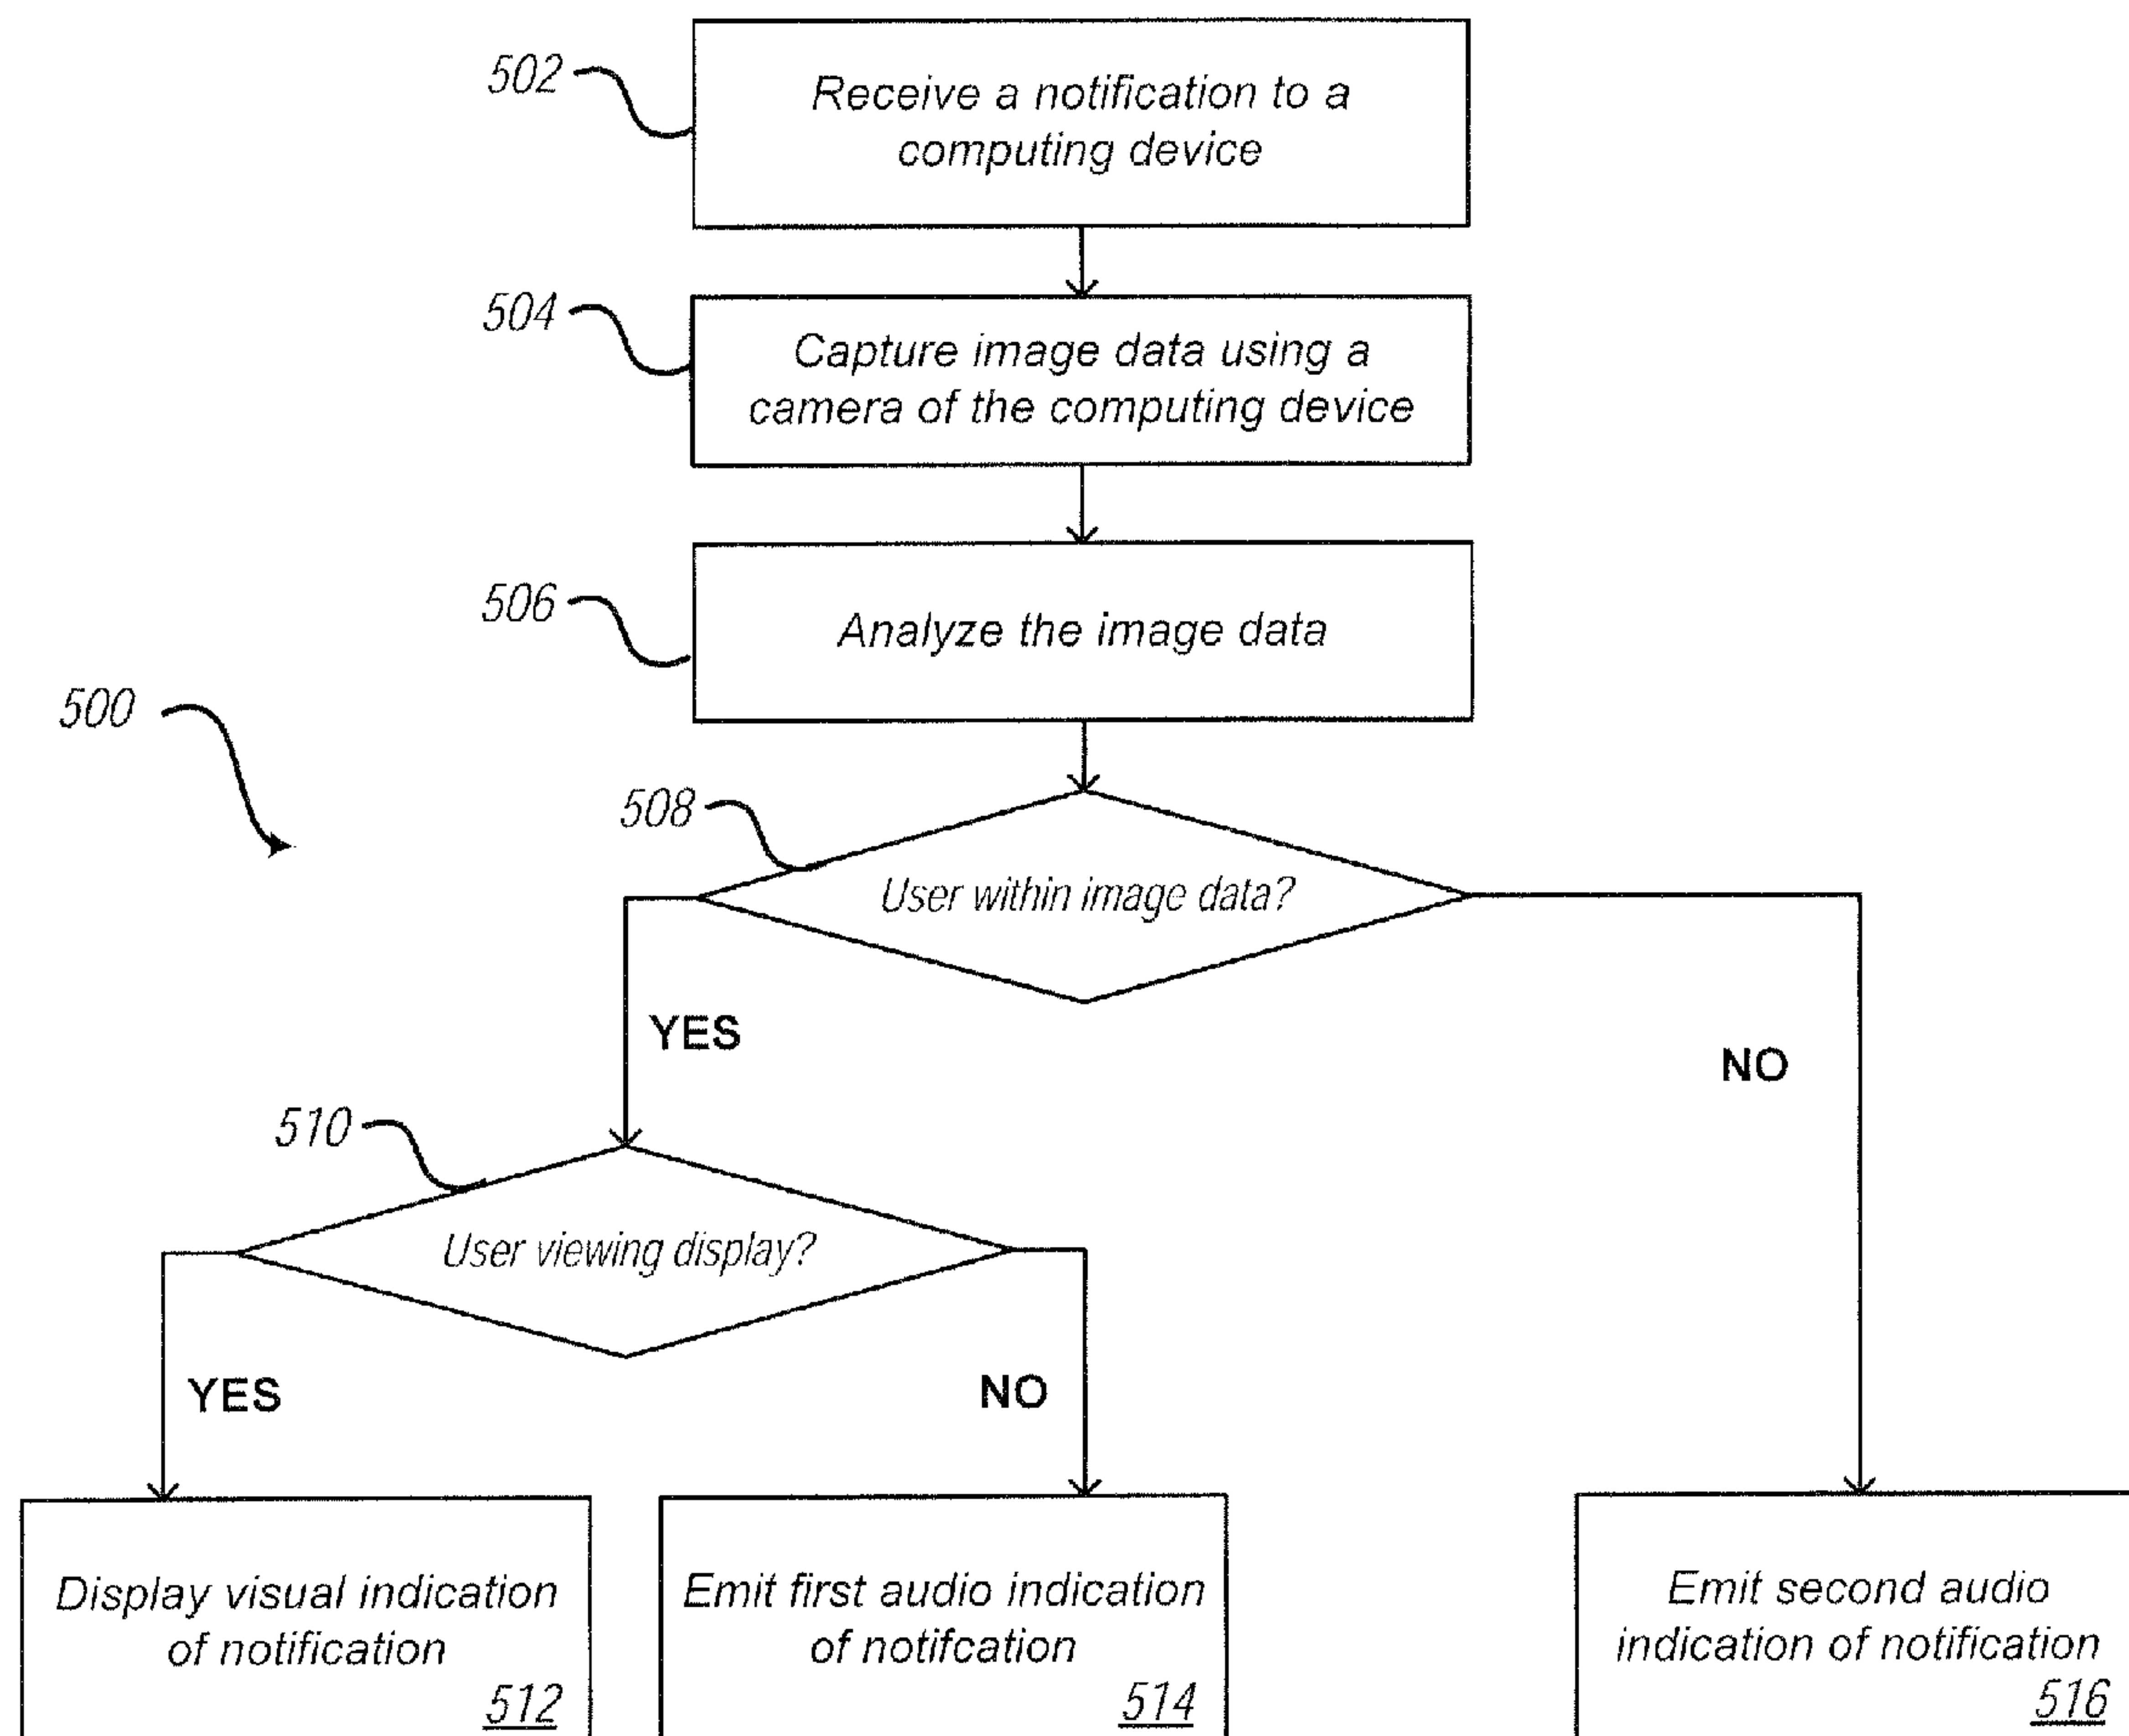 502
Receive a notification to a
computing device
504
Capture image data using a
camera of the computing device
506
Analyze the image data
500
508
User within image data?
YES
NO
510
User viewing display?
YES
NO
Display visual indication
of notification
512
Emit first audio indication
of notifcation
514
Emit second audio
indication of notification
516